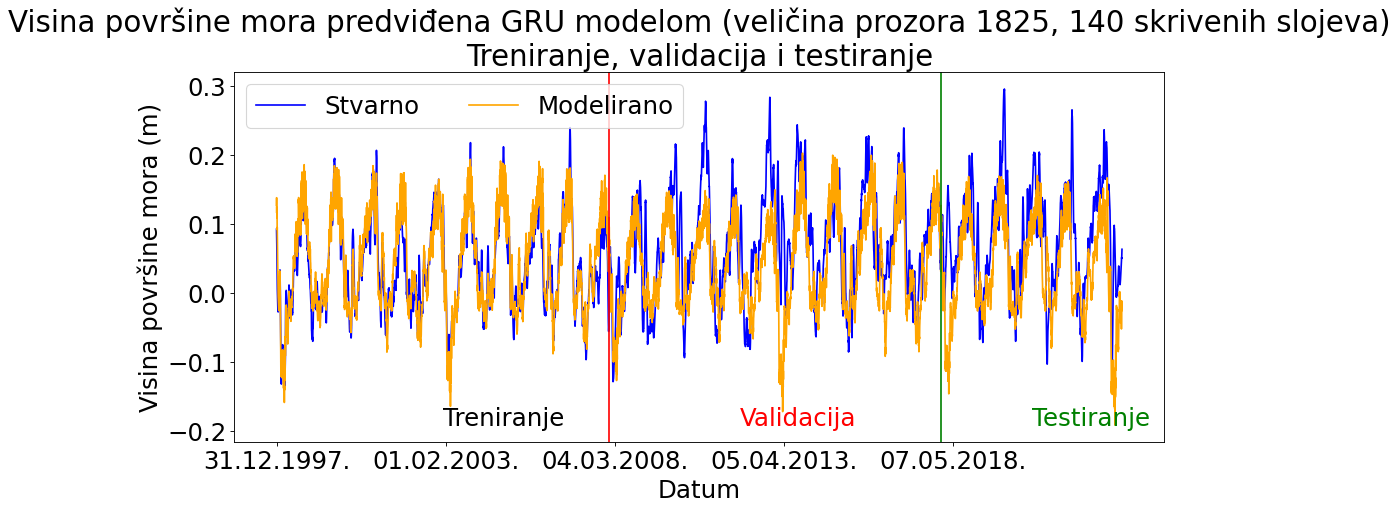 Visina površine mora predviđena GRU modelom (veličina prozora 1825, 140 skrivenih slojeva)
Treniranje, validacija i testiranje
Stvarno Modelirano
Visina površine mora (m)
0.3
0.2
0.1
0.0
−0.1
−0.2
Treniranje Validacija Testiranje
31.12.1997. 01.02.2003. 04.03.2008. 05.04.2013. 07.05.2018.
Datum